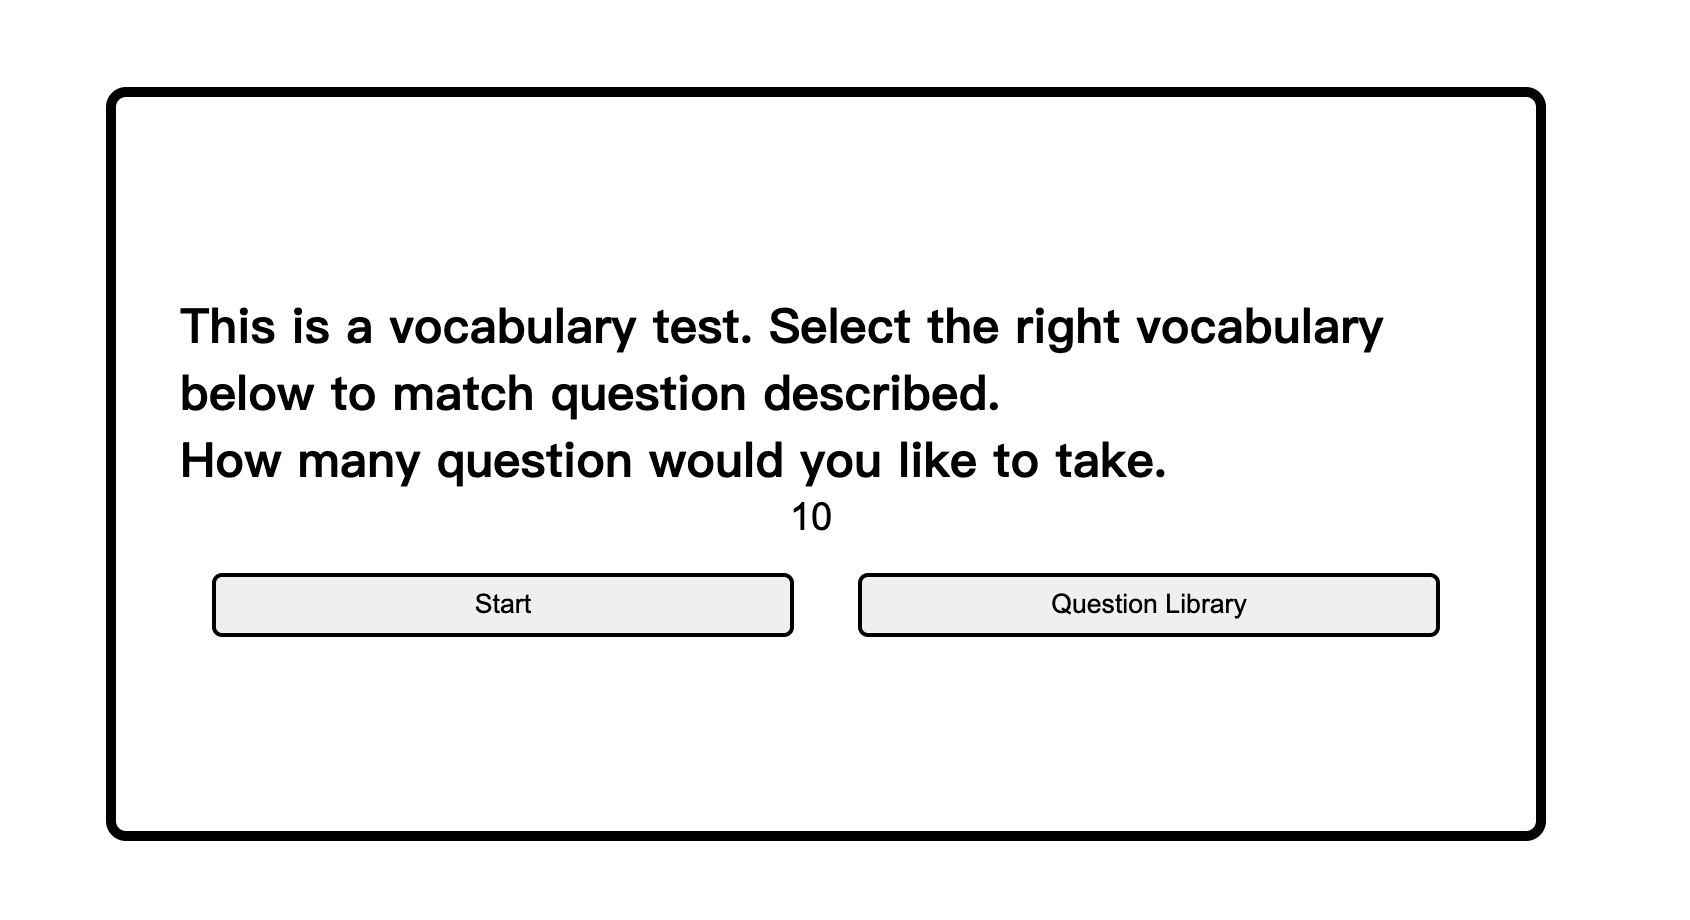 This is a vocabulary test. Select the right vocabulary
below to match question described.
How many question would you like to take.
10
Start
Question Library